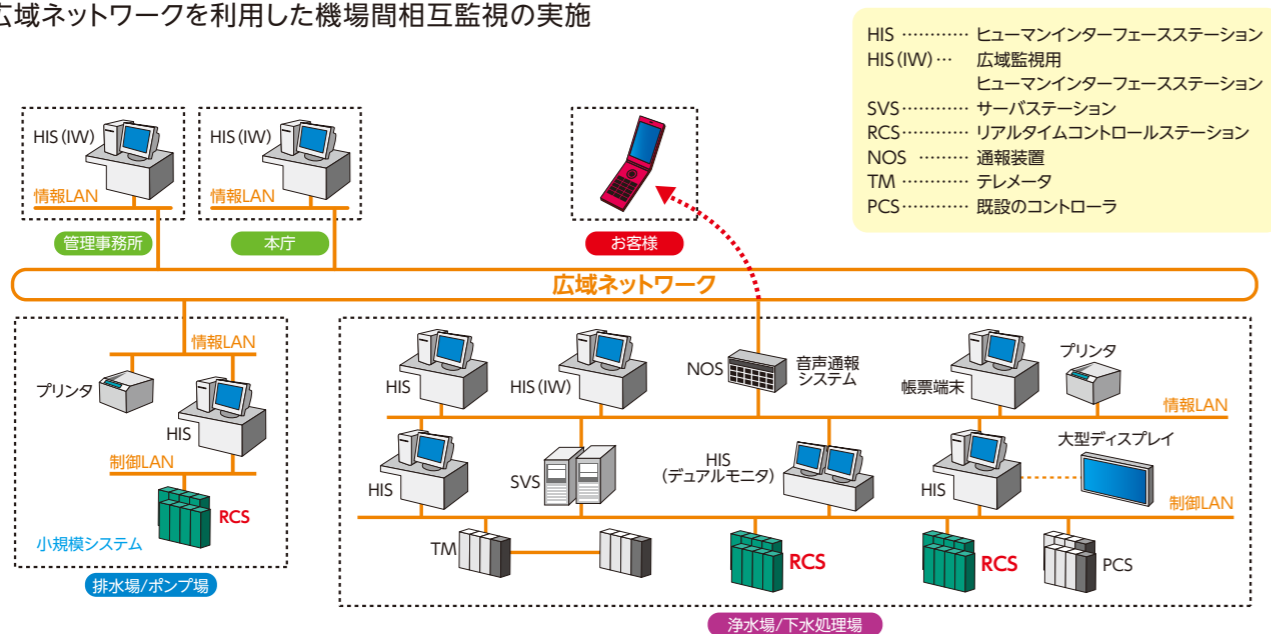 広域ネットワークを利用した機場間相互監視の実施
HIS ………… ヒューマンインターフェースステーション
HIS(IW)… 広域監視用
ヒューマンインターフェースステーション
SVS………… サーバステーション
RCS………… リアルタイムコントロールステーション
NOS ……… 通報装置
TM ………… テレメータ
PCS………… 既設のコントローラ
HIS(IW)
情報LAN
管理事務所
HIS(IW)
情報LAN
本庁
お客様
広域ネットワーク
情報LAN
プリンタ
HIS
制御LAN
RCS
小規模システム
排水場/ポンプ場
HIS
HIS(IW)
NOS
音声通報
システム
帳票端末
プリンタ
情報LAN
HIS
SVS
HIS
(デュアルモニタ)
HIS
大型ディスプレイ
制御LAN
TM
RCS
RCS
PCS
浄水場/下水処理場